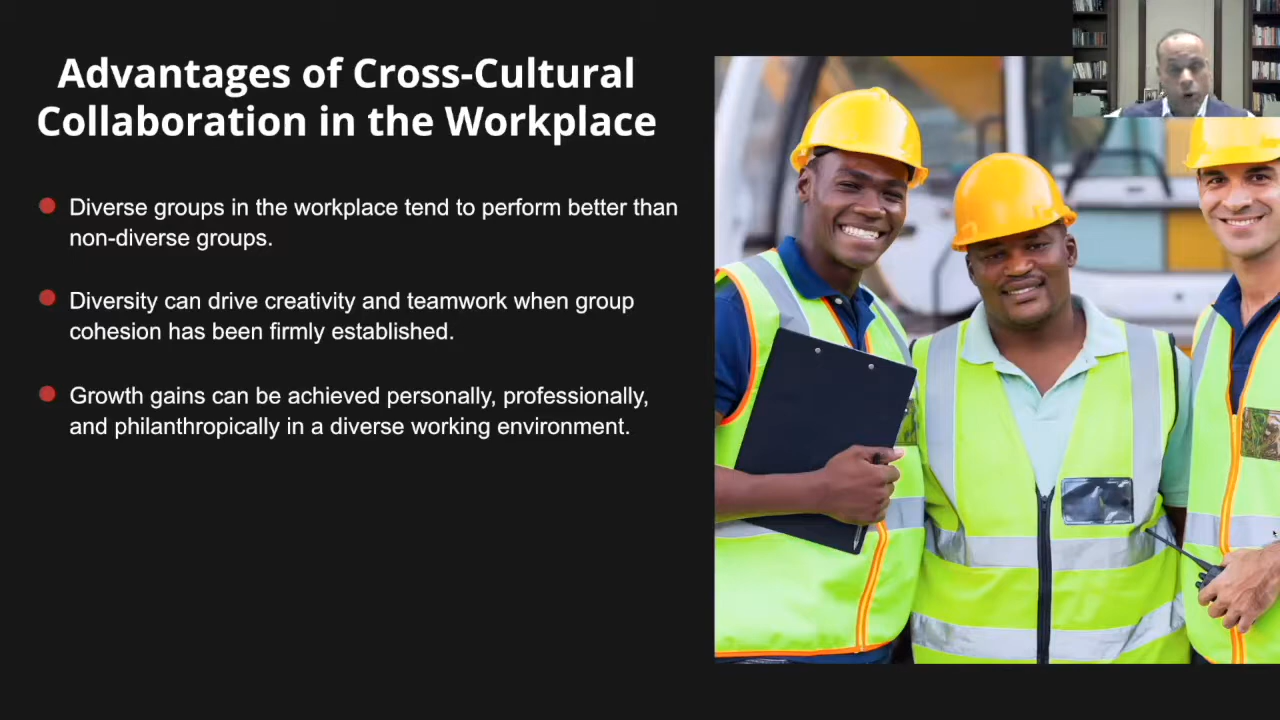 Advantages of Cross-Cultural
Collaboration in the Workplace
Diverse groups in the workplace tend to perform better than
non-diverse groups.
Diversity can drive creativity and teamwork when group
cohesion has been firmly established.
Growth gains can be achieved personally, professionally,
and philanthropically in a diverse working environment.